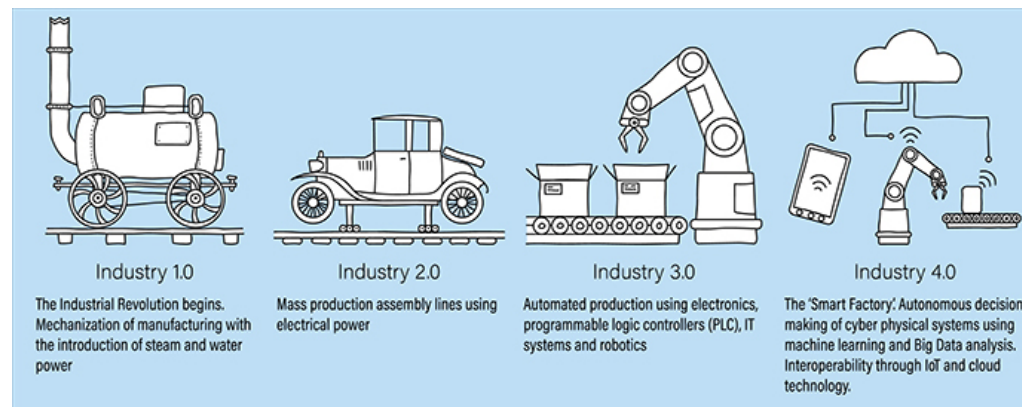 Industry 1.0
The Industrial Revolution begins.
Mechanization of manufacturing with
the introduction of steam and water
power
Industry 2.0
Mass production assembly lines using
electrical power
Industry 3.0
Automated production using electronics,
programmable logic controllers (PLC), IT
systems and robotics
Industry 4.0
The ‘Smart Factory’. Autonomous decision
making of cyber physical systems using
machine learning and Big Data analysis.
Interoperability through IoT and cloud
technology.